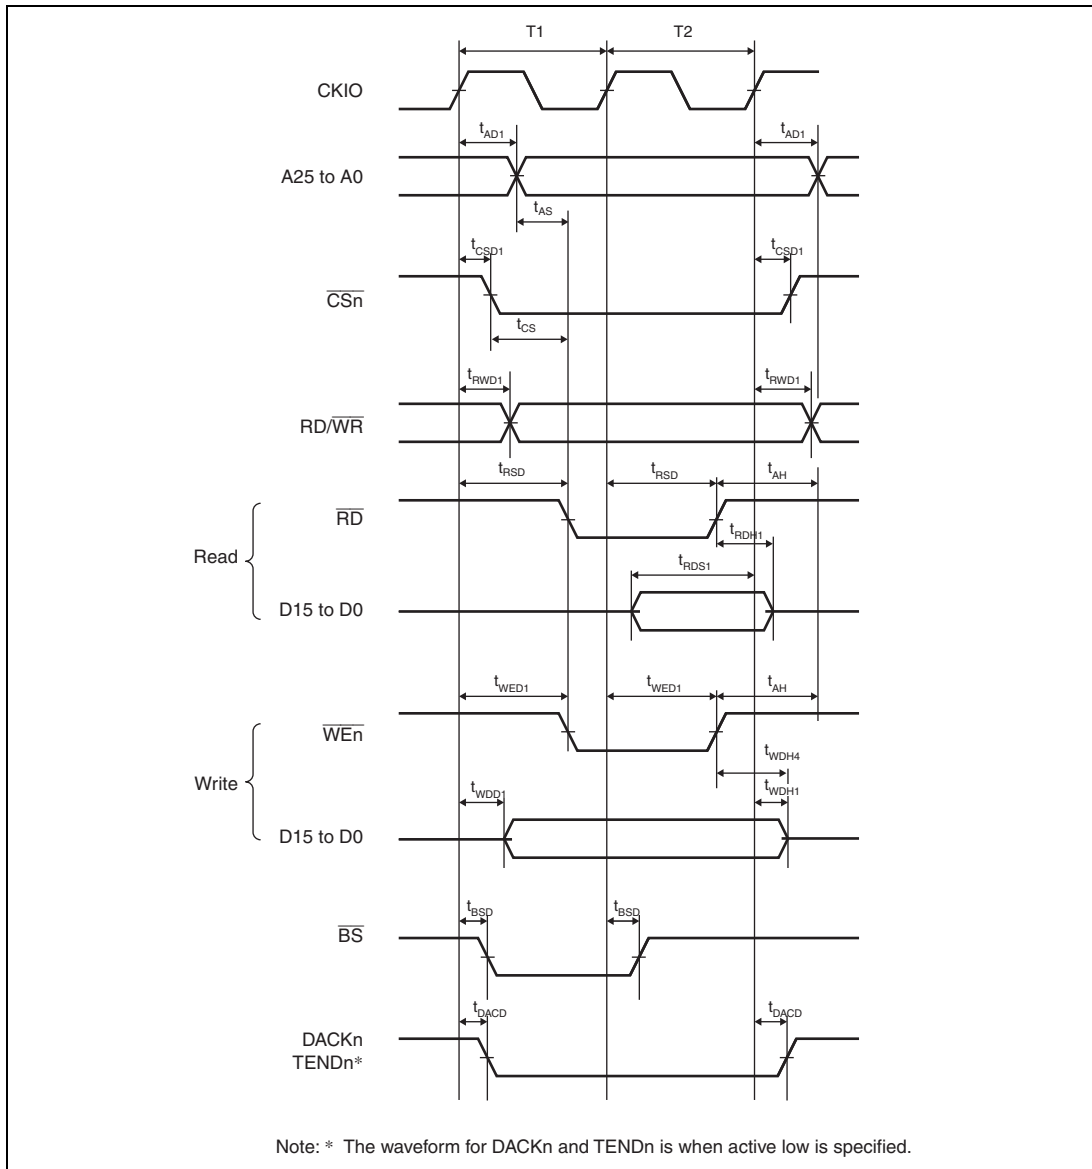 T1 T2
CKIO
tAD1 tAD1
A25 to A0
tAS
tCSD1 tCSD1
CSn
tCS
tRWD1 tRWD1
RD/WR
tRSD tRSD tAH
RD
tRDH1
Read
tRDS1
D15 to D0
tWED1 tWED1 tAH
WEn
tWDH4
Write
tWDD1 tWDH1
D15 to D0
tBSD tBSD
BS
tDACD tDACD
DACKn
TENDn*
Note: * The waveform for DACKn and TENDn is when active low is specified.